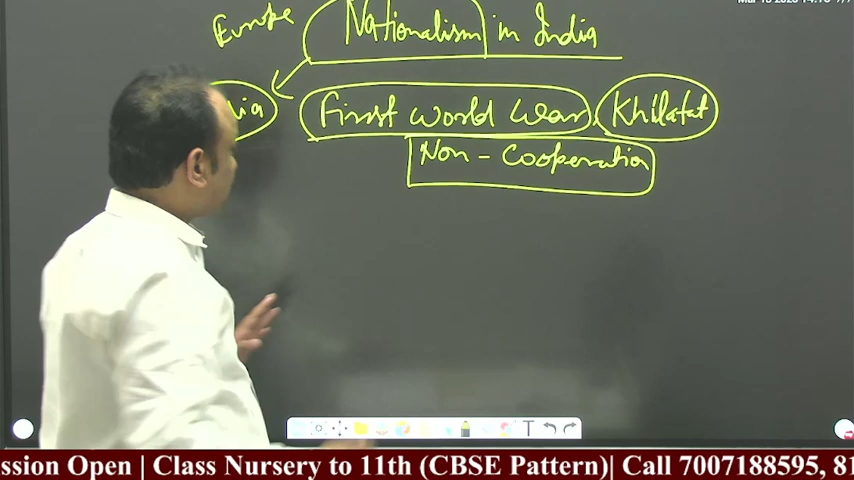 Europe Nationalism in India
First World War, Khilafat
Non - Cooperation
T
ssion Open | Class Nursery to 11th (CBSE Pattern)| Call 7007188595, 81